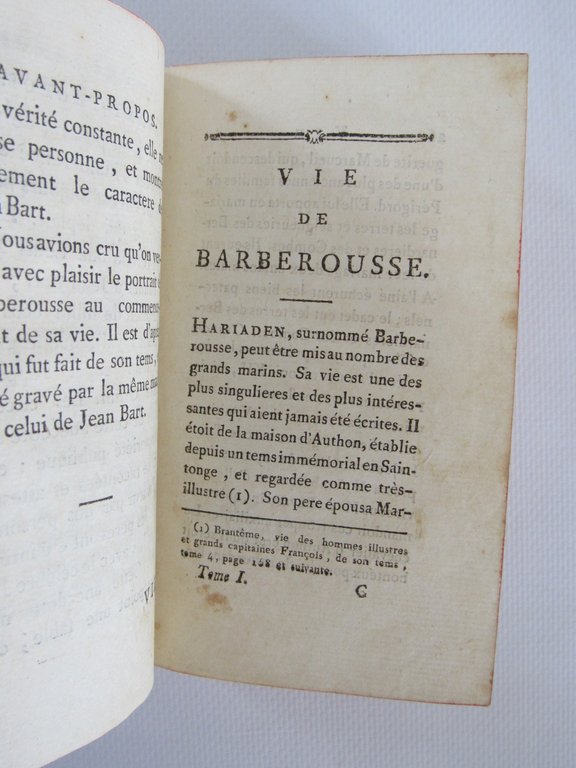 AVANT-PROPOS.
vérité constante, elle
se personne, et
ement le caractere
Bart.
ous avions cru qu'on
avec plaisir le portrait
berousse au commen-
t de sa vie. Il est
qui fut fait de son tems,
é gravé par la même
celui de Jean Bart.
VIE
DE
BARBEROUSSE.
HARIADEN, surnommé Barbe-
rousse, peut être mis au nombre des
grands marins. Sa vie est une des
plus singulieres et des plus intéres-
santes qui aient jamais été écrites. Il
étoit de la maison d'Authon, établie
depuis un tems immémorial en Sain-
tonge, et regardée comme très-
illustre (1). Son pere épousa Mar-
(1) Brantême, vie des hommes illustres
et grands capitaines François, de son tems,
tome 4, page 158 et suivante.
Tome I. C